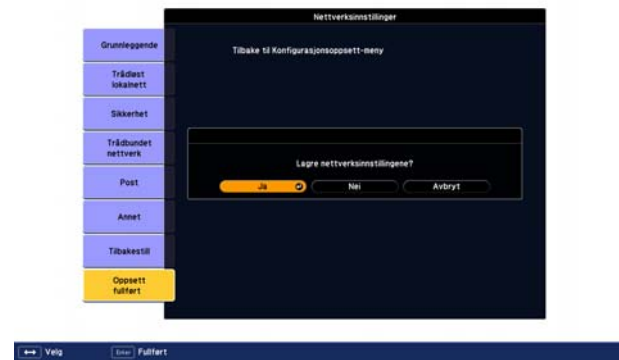 Nettverksinnstillinger
Grunnleggende
Tilbake til Konfigurasjonsoppsett-meny
Trådløst
lokalnett
Sikkerhet
Trådbundet
nettverk
Lagre nettverksinnstillingene?
Post
Ja
Nei
Avbryt
Annet
Tilbakestill
Oppsett
fullført
Velg
Enter
Fullført